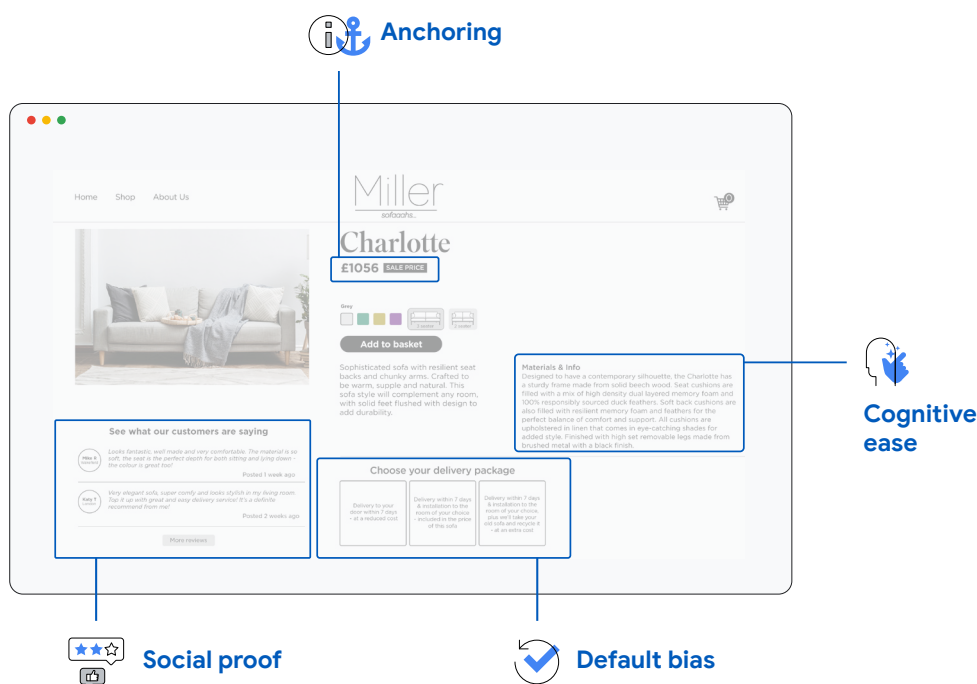 Anchoring
Home Shop About Us
Miller
sofaaahs..
0
Charlotte
£1056 SALE PRICE
Grey
3 seater 2 seater
Add to basket
Sophisticated sofa with resilient seat
backs and chunky arms. Crafted to
be warm, supple and natural. This
sofa style will complement any room,
with solid feet flushed with design to
add durability.
Materials & Info
Designed to have a contemporary silhouette, the Charlotte has
a sturdy frame made from solid beech wood. Seat cushions are
filled with a mix of high density dual layered memory foam and
100% responsibly sourced duck feathers. Soft back cushions are
also filled with resilient memory foam and feathers for the
perfect balance of comfort and support. All cushions are
upholstered in linen that comes in eye-catching shades for
added style. Finished with high set removable legs made from
brushed metal with a black finish.
Cognitive
ease
See what our customers are saying
Looks fantastic, well made and very comfortable. The material is so
soft, the seat is the perfect depth for both sitting and lying down -
the colour is great too!
Posted 1 week ago
Very elegant sofa, super comfy and looks stylish in my living room.
Top it up with great and easy delivery service! It's a definite
recommend from me!
Posted 2 weeks ago
More reviews
Choose your delivery package
Delivery to your
door within 7 days
- at a reduced cost
Delivery within 7 days
& installation to the
room of your choice
- included in the price
of this sofa
Delivery within 7 days
& installation to the
room of your choice,
plus we'll take your
old sofa and recycle it
- at an extra cost
Social proof
Default bias